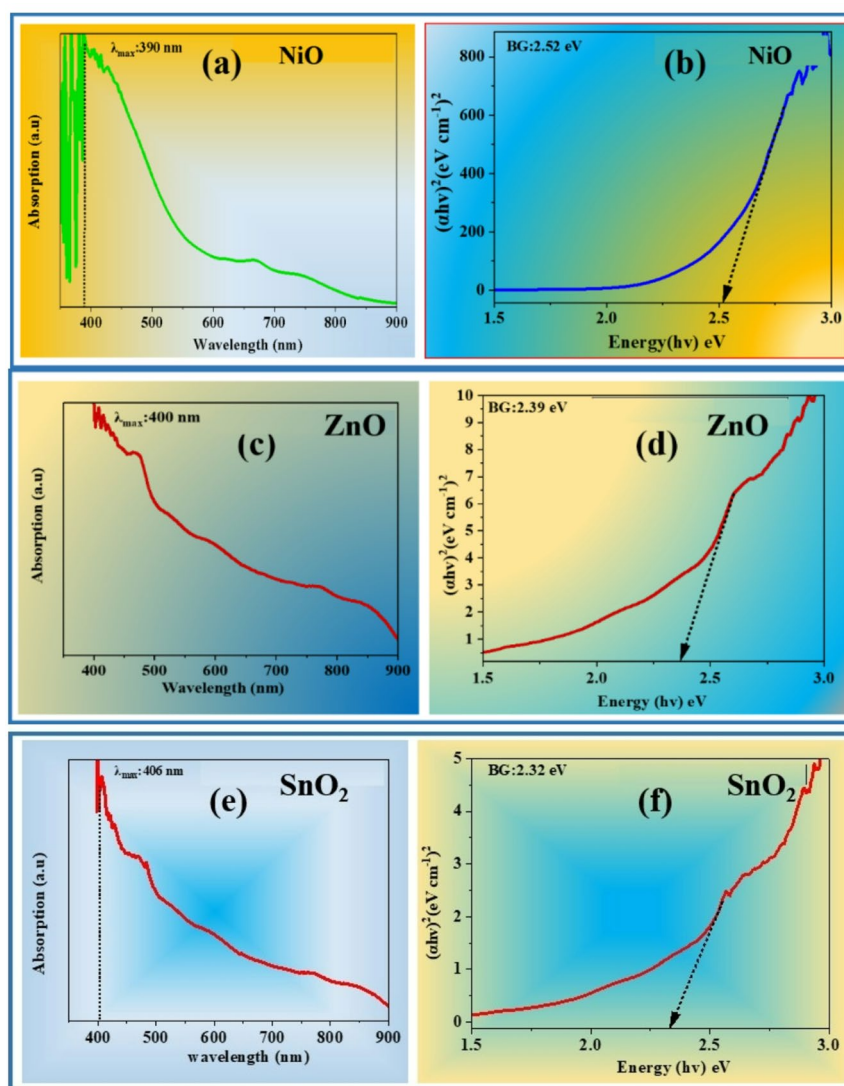 λmax:390 nm
(a)
NiO
Absorption (a.u)
400 500 600 700 800 900
Wavelength (nm)
BG:2.52 eV
(b)
NiO
(αhν)²(eV cm⁻¹)²
800
600
400
200
0
1.5 2.0 2.5 3.0
Energy(hν) eV
λmax:400 nm
(c)
ZnO
Absorption (a.u)
400 500 600 700 800 900
Wavelength (nm)
BG:2.39 eV
(d)
ZnO
(αhν)²(eV cm⁻¹)²
10
9
8
7
6
5
4
3
2
1
1.5 2.0 2.5 3.0
Energy (hν) eV
λmax:406 nm
(e)
SnO₂
Absorption (a.u)
400 500 600 700 800 900
wavelength (nm)
BG:2.32 eV
(f)
SnO₂
(αhν)²(eV cm⁻¹)²
5
4
3
2
1
0
1.5 2.0 2.5 3.0
Energy (hν) eV